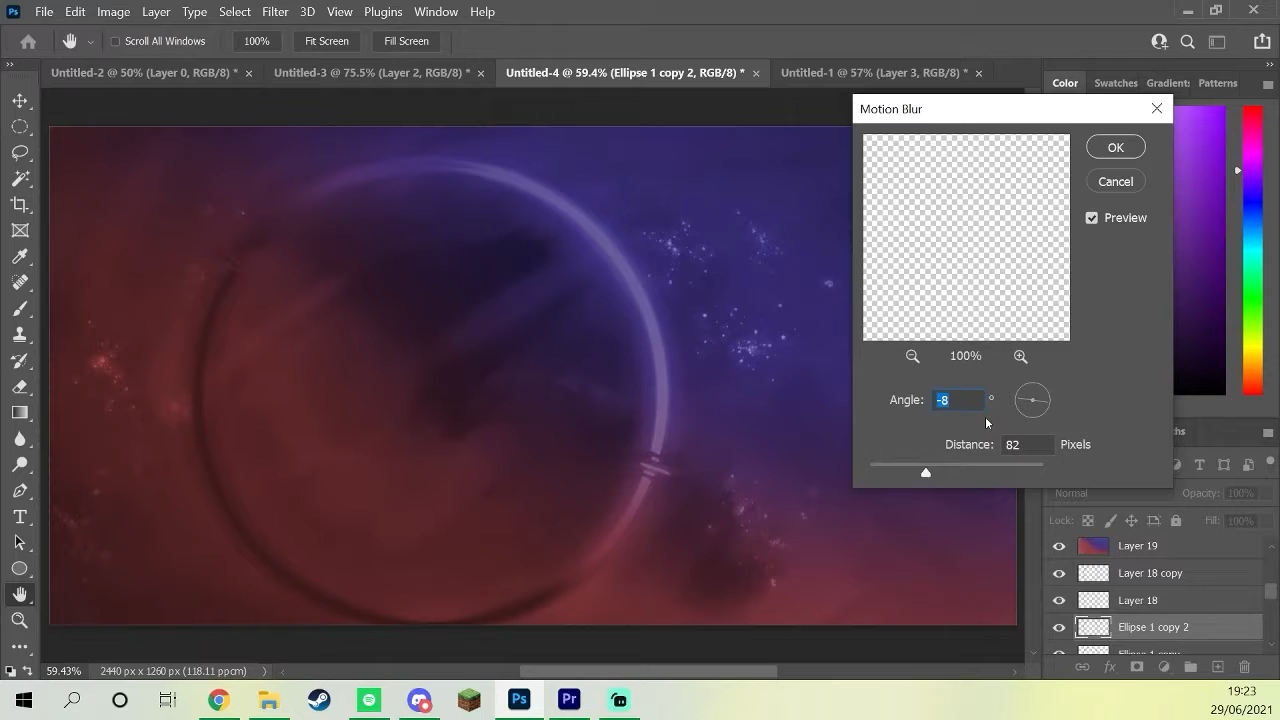 Ps File Edit Image Layer Type Select Filter 3D View Plugins Window Help
Scroll All Windows 100% Fit Screen Fill Screen
Untitled-2 @ 50% (Layer 0, RGB/8) * Untitled-3 @ 75.5% (Layer 2, RGB/8) * Untitled-4 @ 59.4% (Ellipse 1 copy 2, RGB/8) * Untitled-1 @ 57% (Layer 3, RGB/8) *
Color Swatches Gradient Patterns
Motion Blur
OK
Cancel
Preview
100%
Angle: -8 °
Distance: 82 Pixels
Normal Opacity: 100%
Lock: Fill: 100%
Layer 19
Layer 18 copy
Layer 18
Ellipse 1 copy 2
59.43% 2440 px x 1260 px (118.11 ppcm)
Ps Pr
19:23
29/06/2021